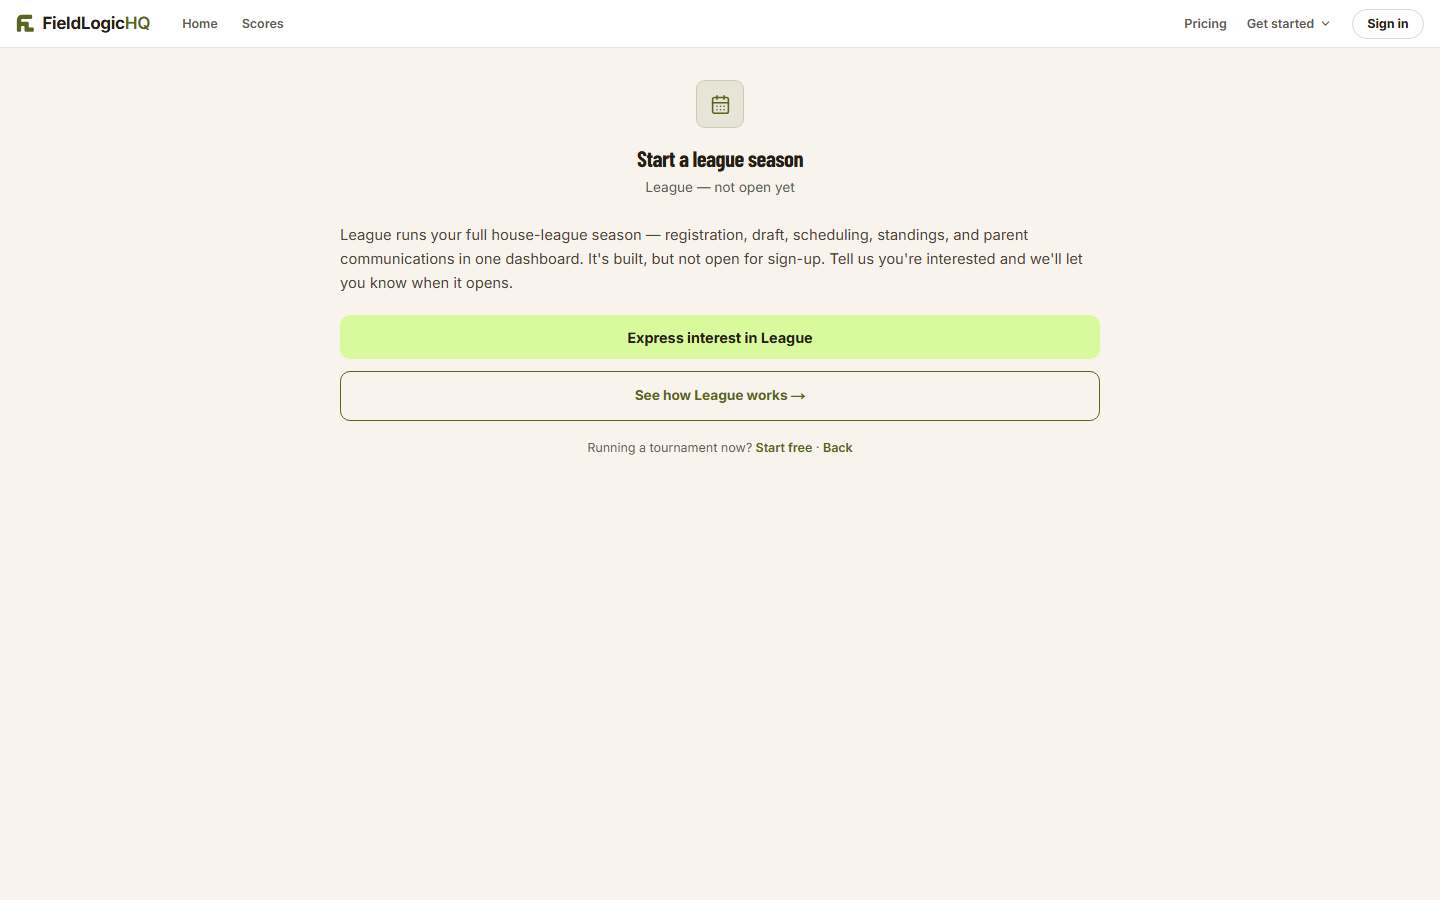 FieldLogicHQ Home Scores Pricing Get started Sign in
Start a league season
League — not open yet
League runs your full house-league season — registration, draft, scheduling, standings, and parent
communications in one dashboard. It's built, but not open for sign-up. Tell us you're interested and we'll let
you know when it opens.
Express interest in League
See how League works →
Running a tournament now? Start free · Back